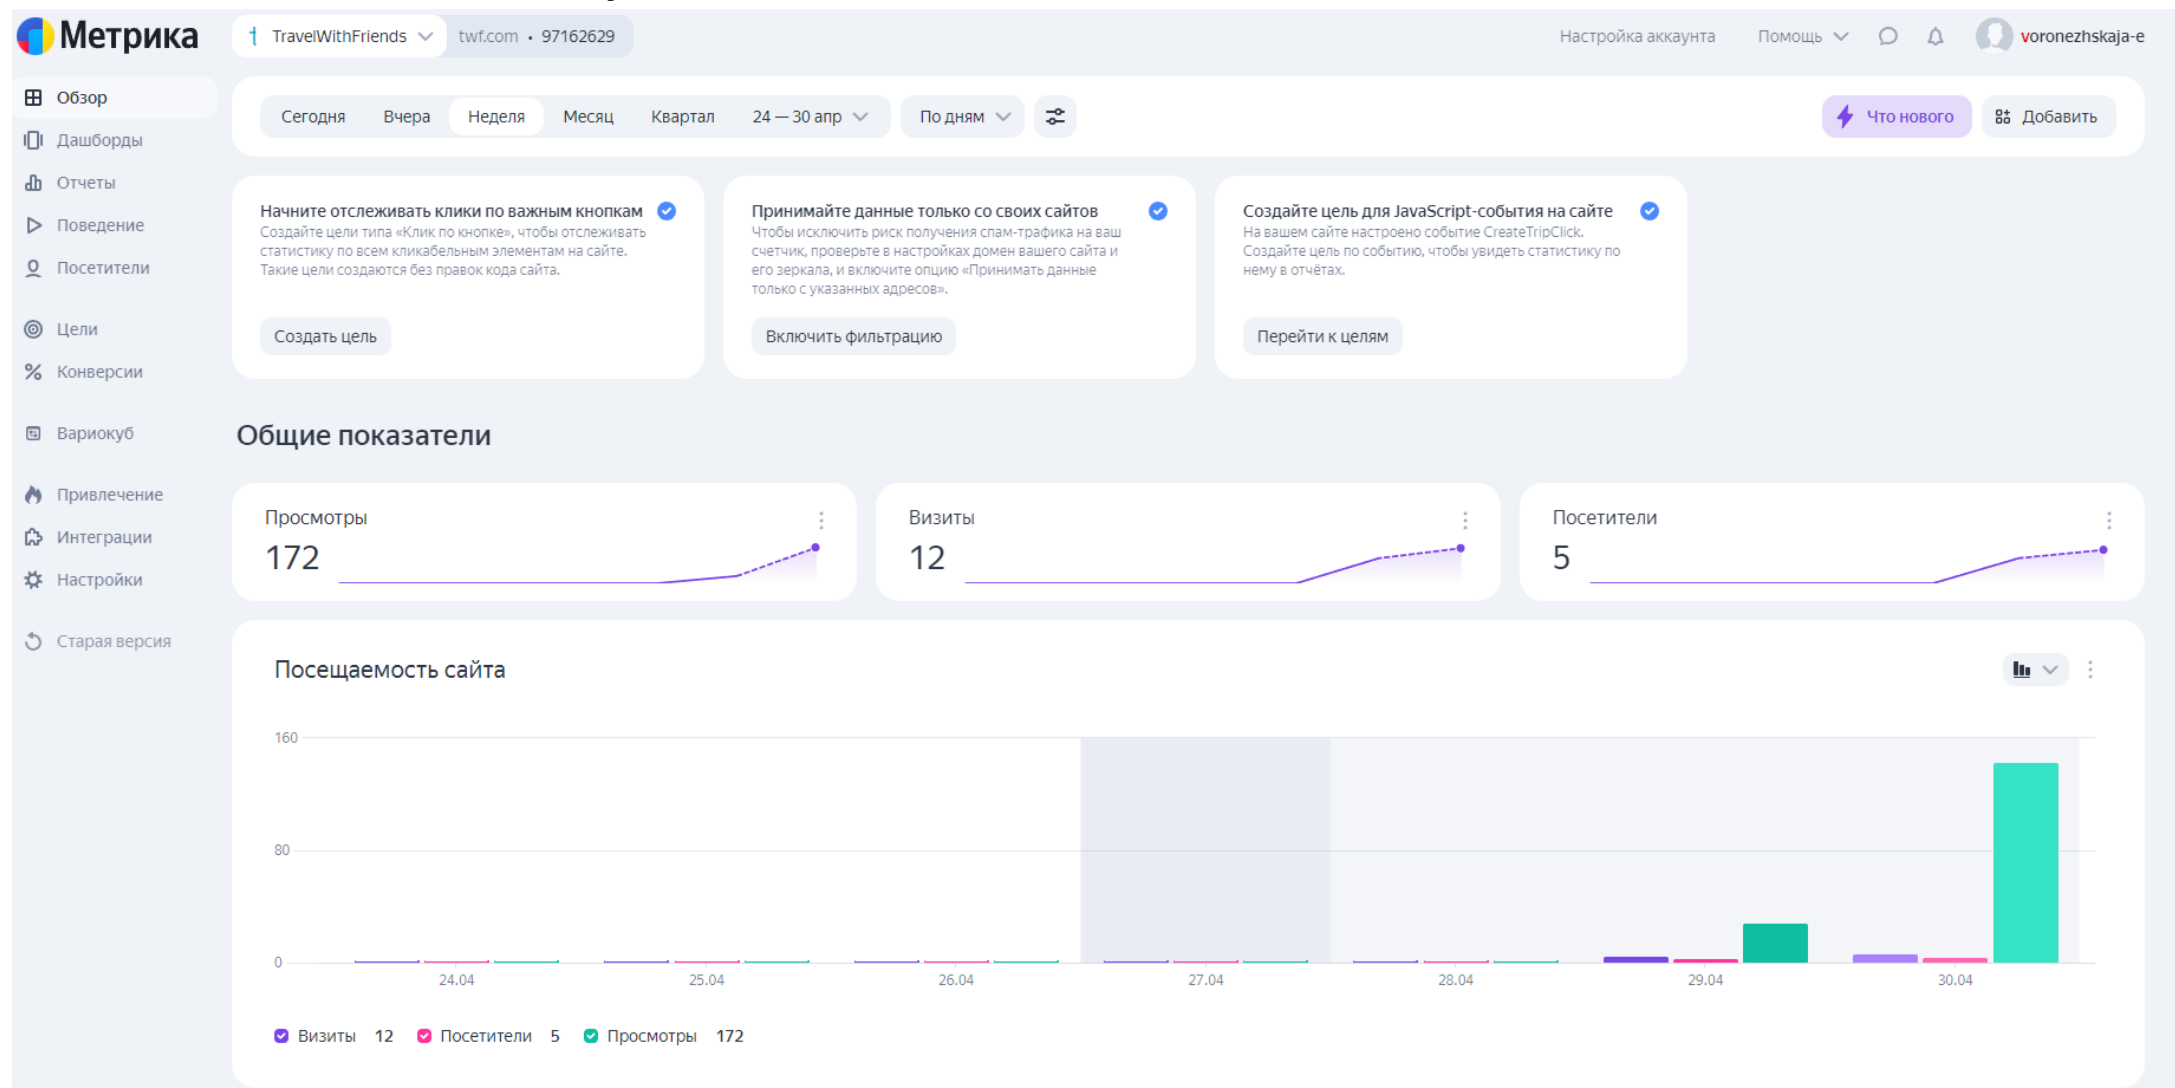 Метрика
TravelWithFriends
twf.com • 97162629
Настройка аккаунта
Помощь
voronezhskaja-e
Обзор
Дашборды
Отчеты
Поведение
Посетители
Цели
Конверсии
Вариокуб
Привлечение
Интеграции
Настройки
Старая версия
Сегодня Вчера Неделя Месяц Квартал 24 — 30 апр
По дням
Что нового
Добавить
Начните отслеживать клики по важным кнопкам
Создайте цели типа «Клик по кнопке», чтобы отслеживать
статистику по всем кликабельным элементам на сайте.
Такие цели создаются без правок кода сайта.
Создать цель
Принимайте данные только со своих сайтов
Чтобы исключить риск получения спам-трафика на ваш
счетчик, проверьте в настройках домен вашего сайта и
его зеркала, и включите опцию «Принимать данные
только с указанных адресов».
Включить фильтрацию
Создайте цель для JavaScript-события на сайте
На вашем сайте настроено событие CreateTripClick.
Создайте цель по событию, чтобы увидеть статистику по
нему в отчётах.
Перейти к целям
Общие показатели
Просмотры
172
Визиты
12
Посетители
5
Посещаемость сайта
160
80
0
24.04 25.04 26.04 27.04 28.04 29.04 30.04
Визиты 12 Посетители 5 Просмотры 172